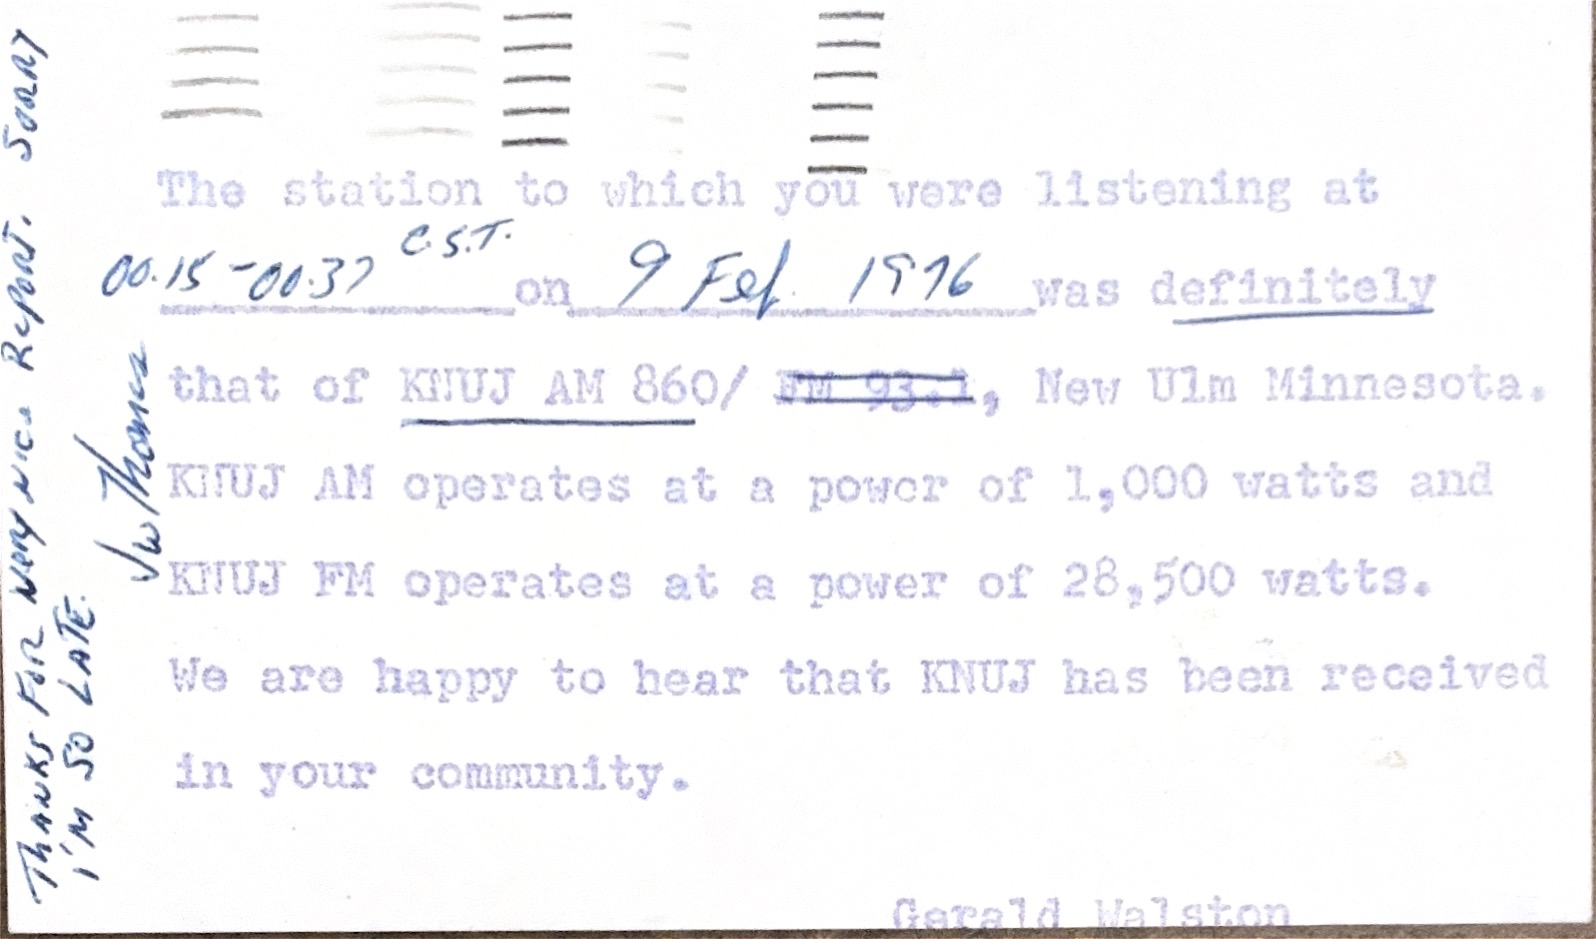 The station to which you were listening at
00.15-00.37 C.S.T. on 9 Feb. 1976 was definitely
that of KNUJ AM 860/ FM 93.1, New Ulm Minnesota.
KNUJ AM operates at a power of 1,000 watts and
KNUJ FM operates at a power of 28,500 watts.
We are happy to hear that KNUJ has been received
in your community.
Gerald Walston
THANKS FOR VERY NICE REPORT. SORRY
I'M SO LATE.
JW Thomas